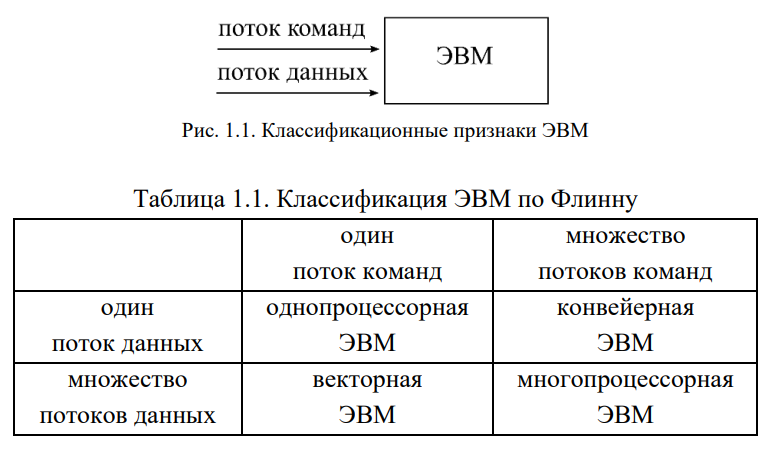 поток команд
поток данных
ЭВМ
Рис. 1.1. Классификационные признаки ЭВМ
Таблица 1.1. Классификация ЭВМ по Флинну
один
поток команд
множество
потоков команд
один
поток данных
однопроцессорная
ЭВМ
конвейерная
ЭВМ
множество
потоков данных
векторная
ЭВМ
многопроцессорная
ЭВМ